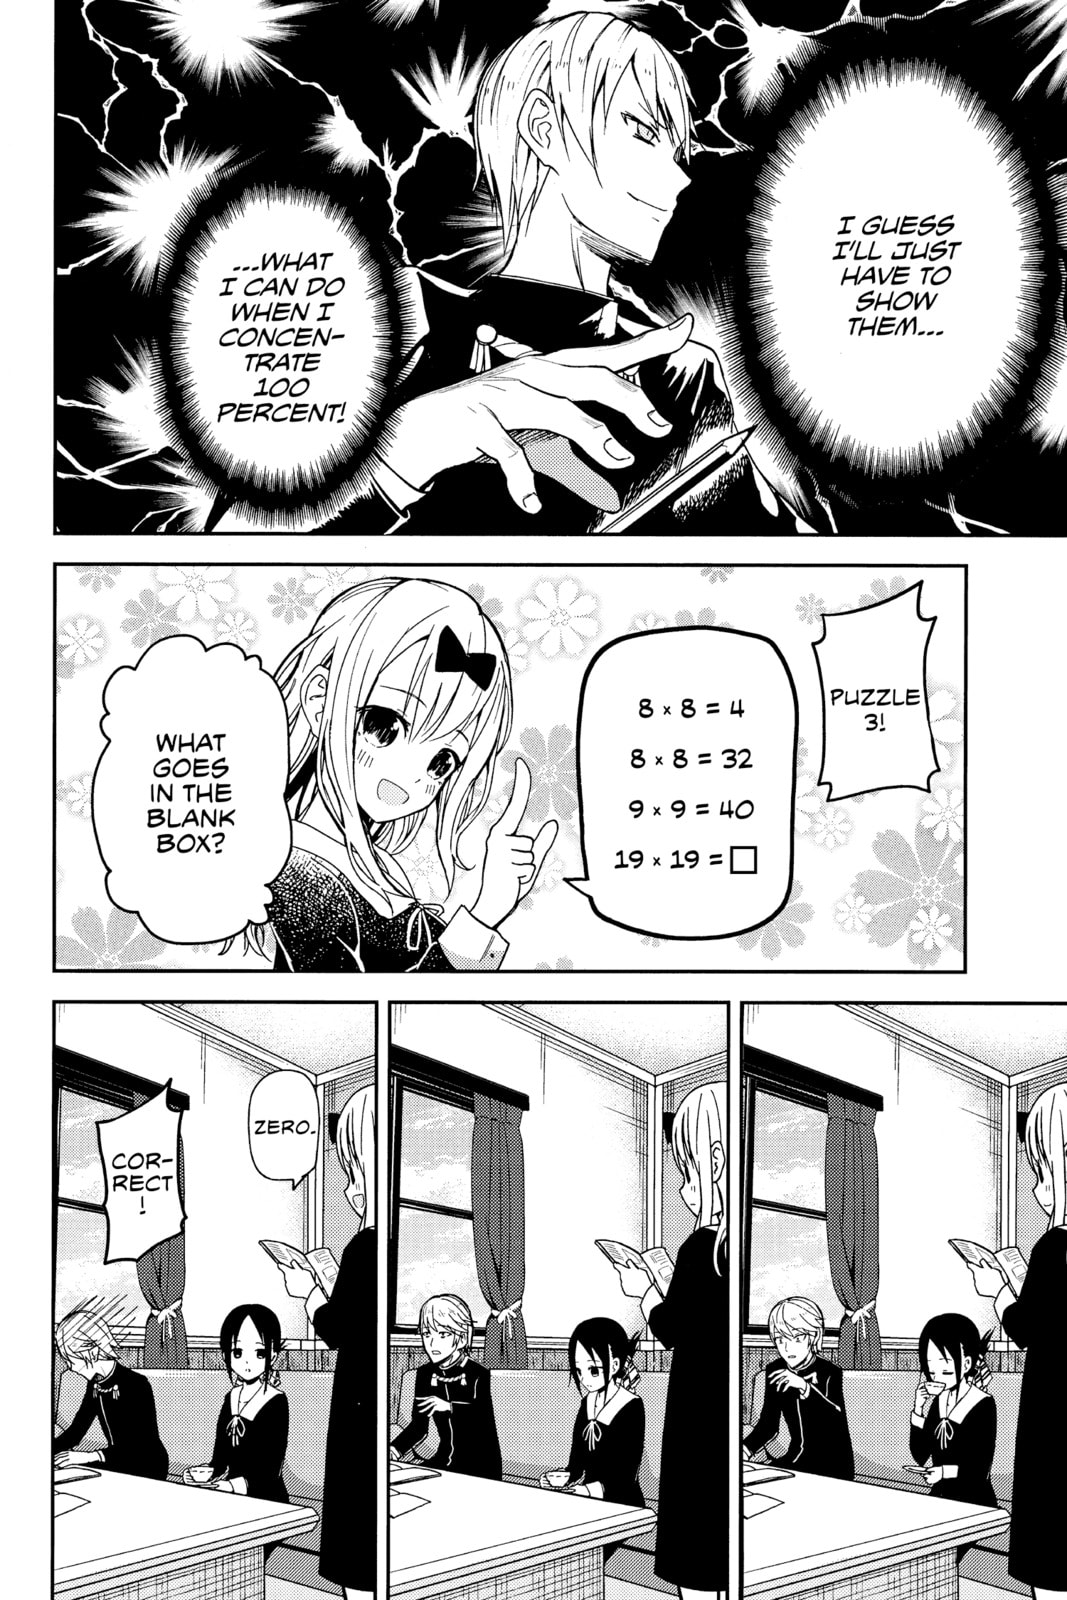 I GUESS
I'LL JUST
HAVE TO
SHOW
THEM...
...WHAT
I CAN DO
WHEN I
CONCEN-
TRATE
100
PERCENT!
PUZZLE
3!
8 × 8 = 4
8 × 8 = 32
9 × 9 = 40
19 × 19 = □
WHAT
GOES
IN THE
BLANK
BOX?
ZERO.
COR-
RECT
!